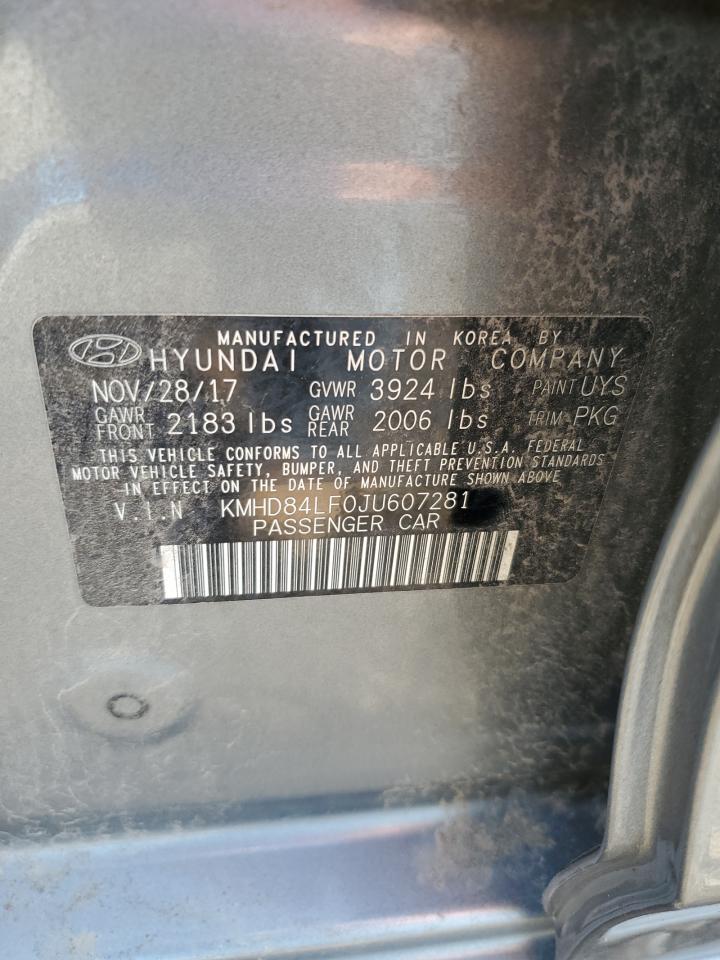 MANUFACTURED IN KOREA BY
HYUNDAI MOTOR COMPANY
NOV/28/17 GVWR 3924 lbs PAINT UYS
GAWR FRONT 2183 lbs GAWR REAR 2006 lbs TRIM PKG
THIS VEHICLE CONFORMS TO ALL APPLICABLE U.S.A. FEDERAL
MOTOR VEHICLE SAFETY, BUMPER, AND THEFT PREVENTION STANDARDS
IN EFFECT ON THE DATE OF MANUFACTURE SHOWN ABOVE
V.I.N KMHD84LF0JU607281
PASSENGER CAR